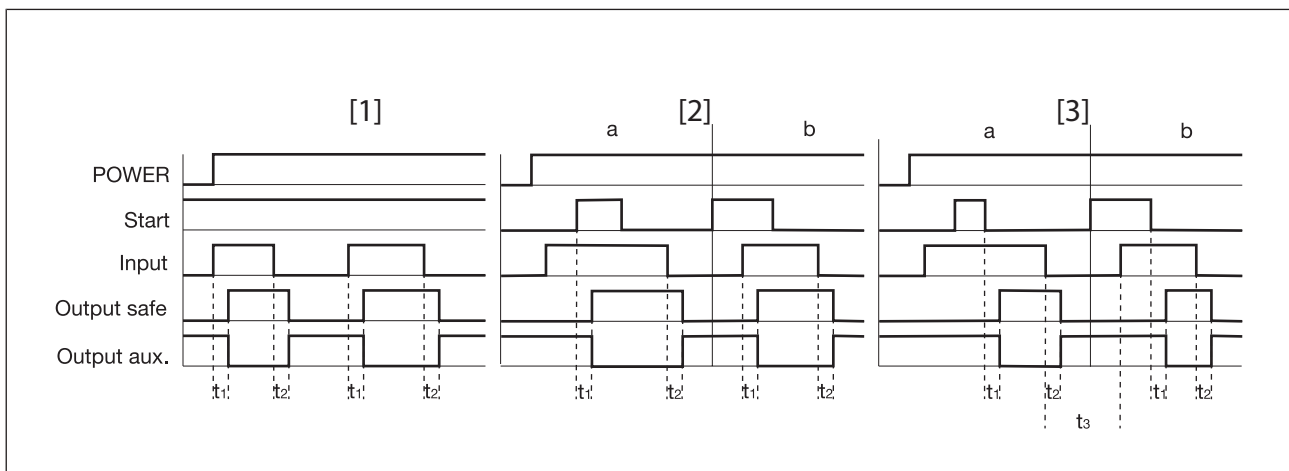 [1] [2] [3]
a b a b
POWER
Start
Input
Output safe
Output aux.
t1 t2 t1 t2 t1 t2 t1 t2 t1 t2 t1 t2
t3